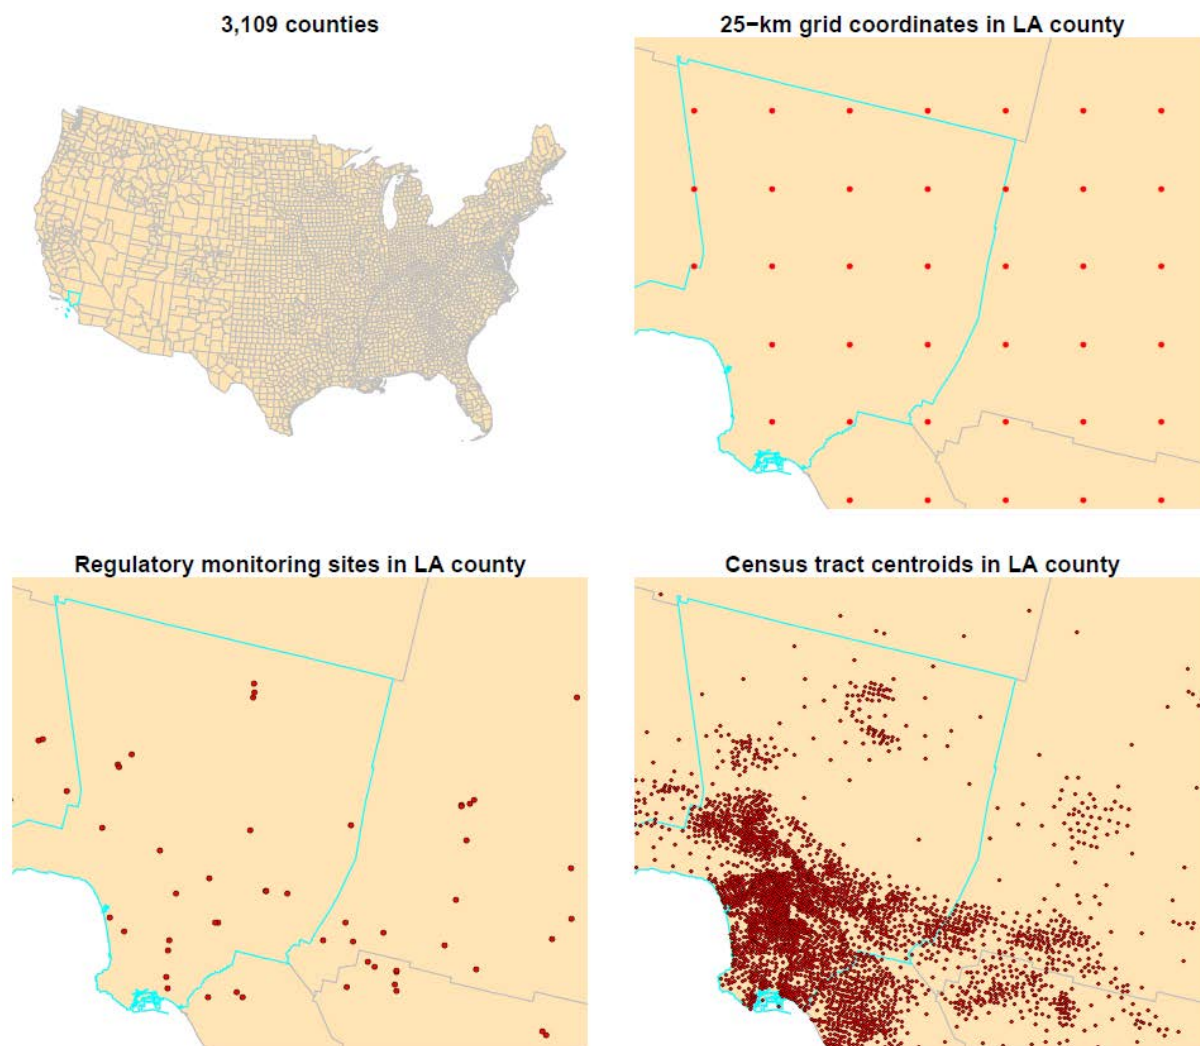 3,109 counties
25−km grid coordinates in LA county
Regulatory monitoring sites in LA county
Census tract centroids in LA county